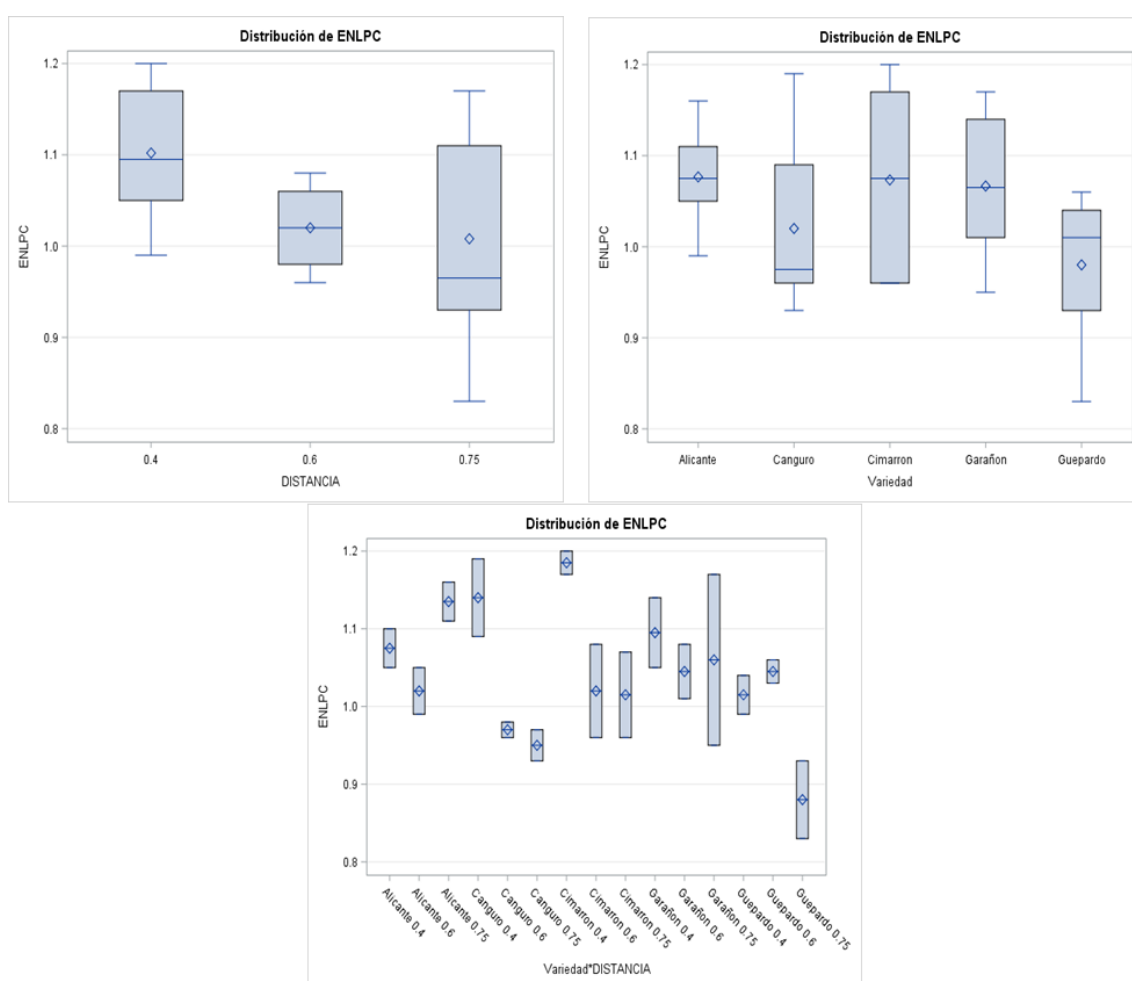 Distribución de ENLPC
1.2
1.1
1.0
0.9
0.8
ENLPC
0.4 0.6 0.75
DISTANCIA
Distribución de ENLPC
1.2
1.1
1.0
0.9
0.8
ENLPC
Alicante Canguro Cimarron Garañon Guepardo
Variedad
Distribución de ENLPC
1.2
1.1
1.0
0.9
0.8
ENLPC
Alicante 0.4
Alicante 0.6
Alicante 0.75
Canguro 0.4
Canguro 0.6
Canguro 0.75
Cimarron 0.4
Cimarron 0.6
Cimarron 0.75
Garañon 0.4
Garañon 0.6
Garañon 0.75
Guepardo 0.4
Guepardo 0.6
Guepardo 0.75
Variedad*DISTANCIA